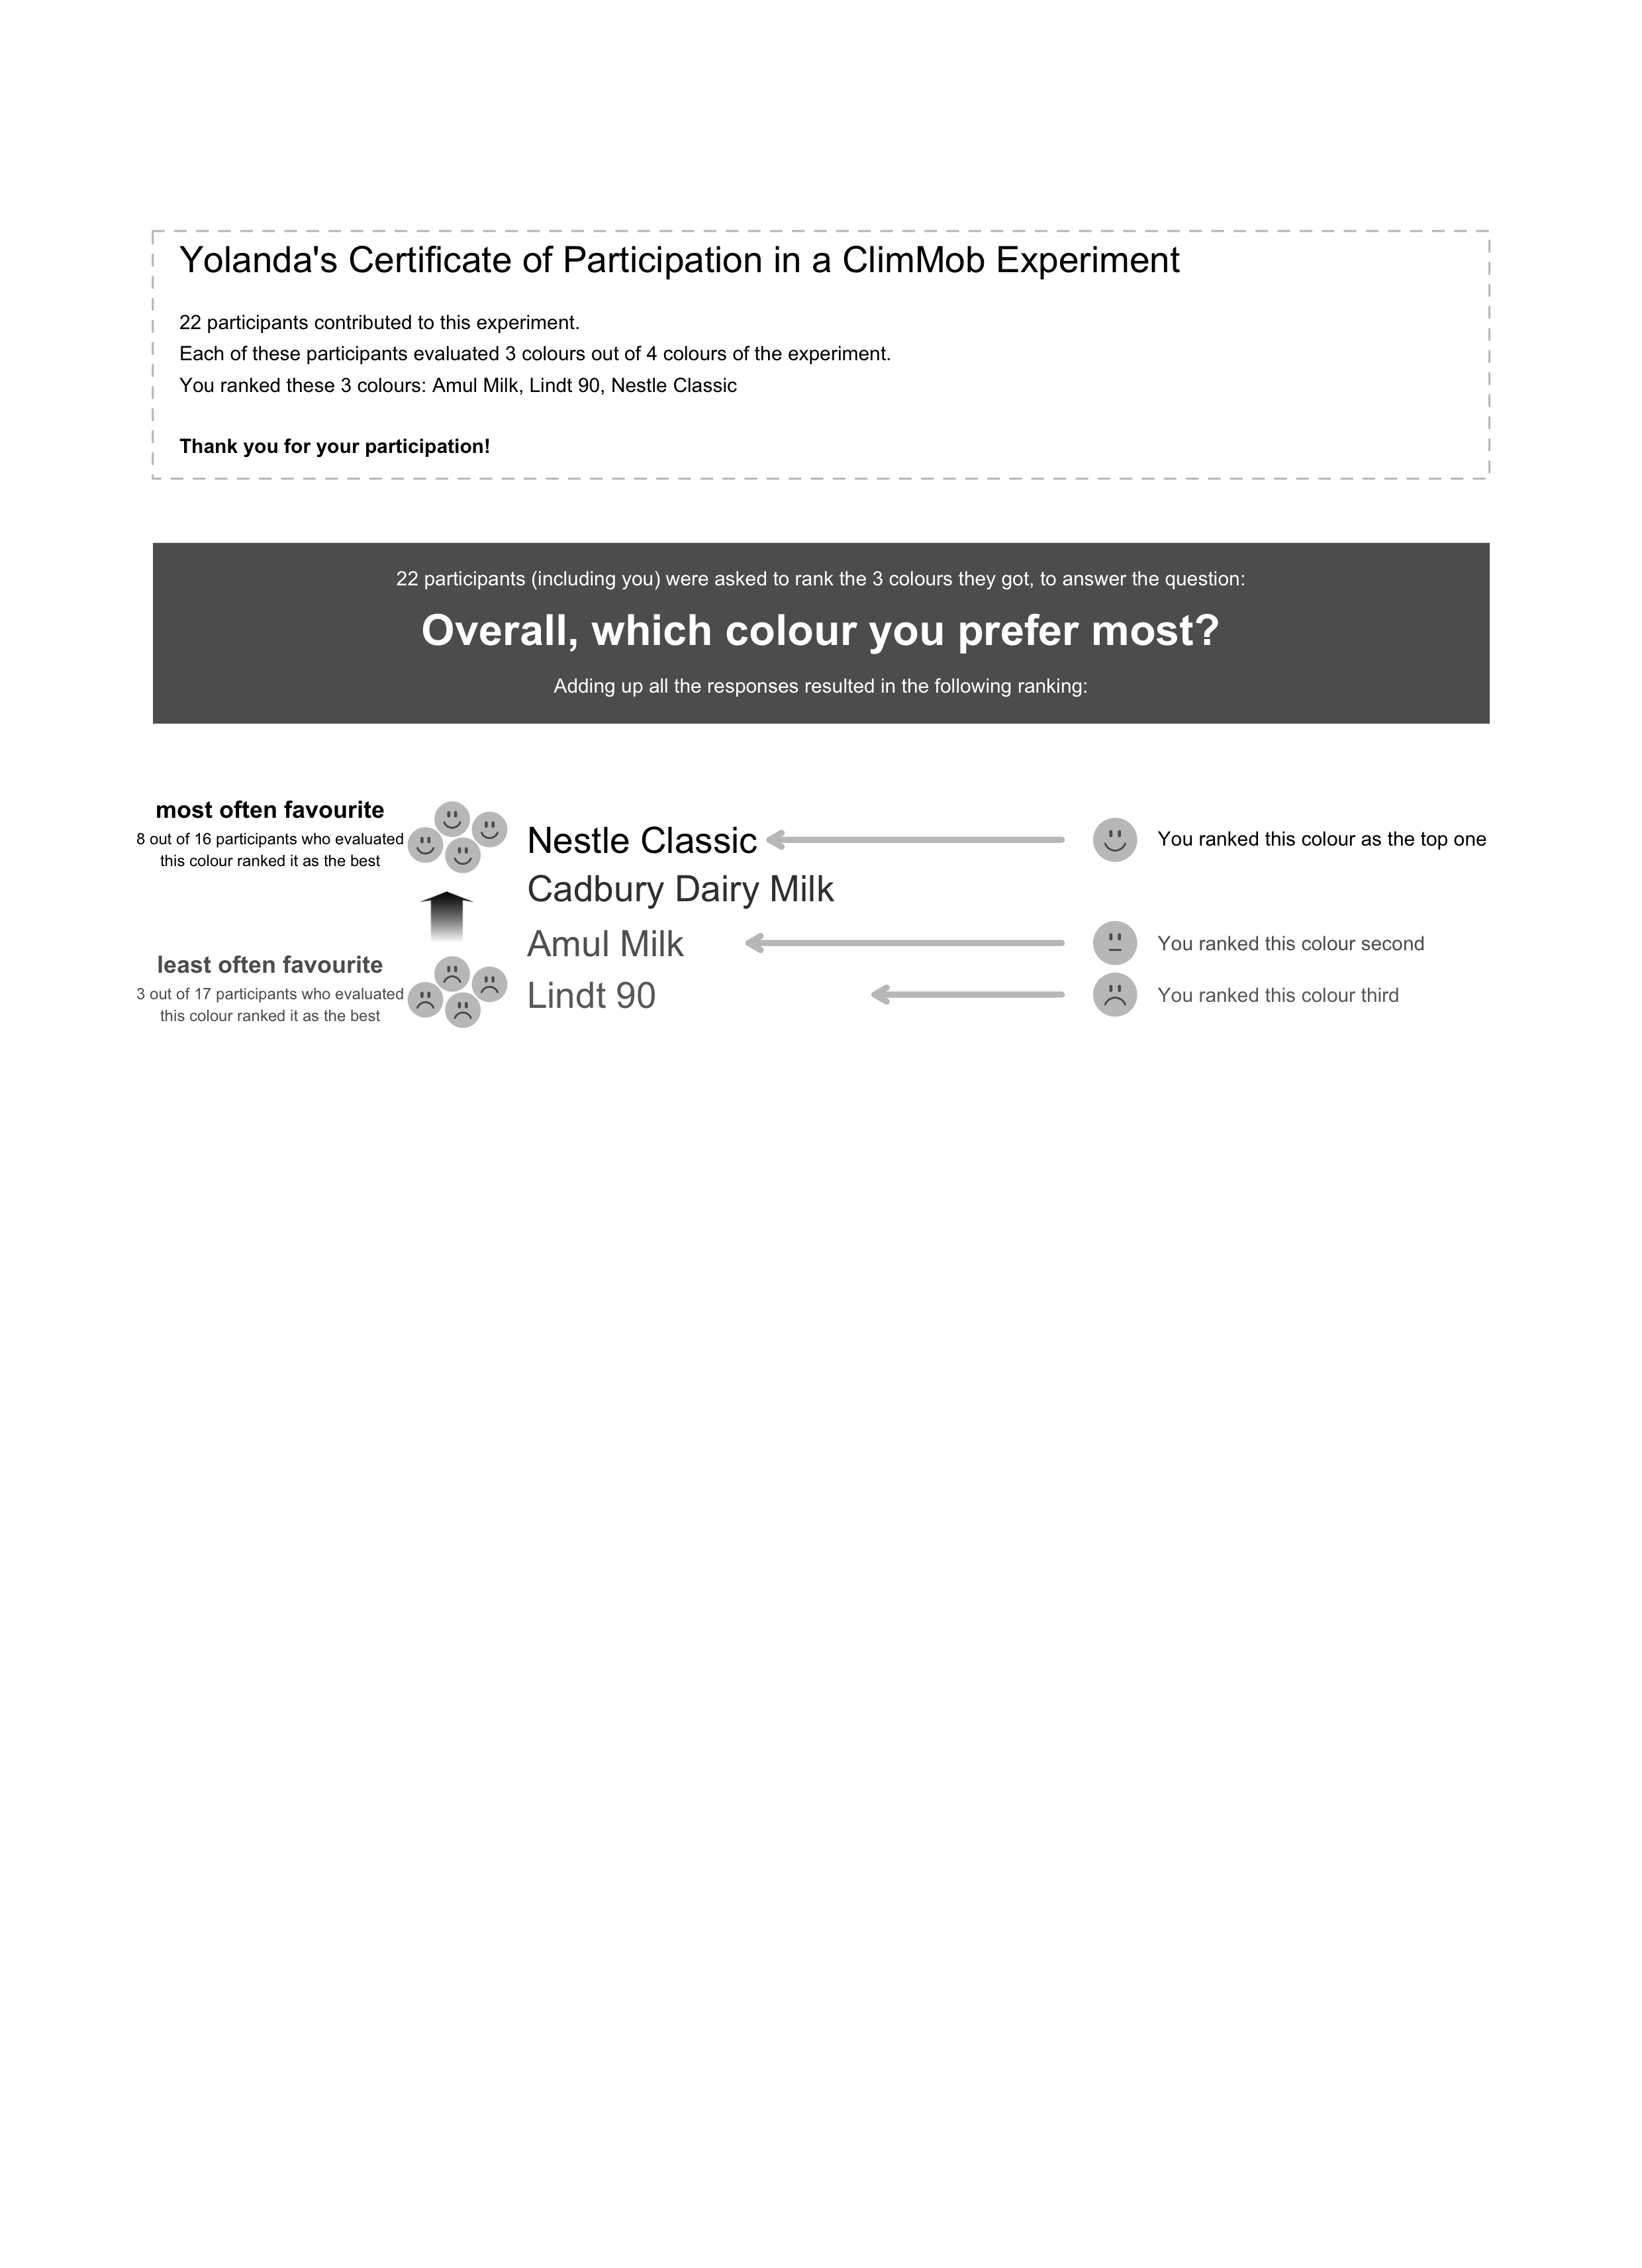 Yolanda's Certificate of Participation in a ClimMob Experiment
22 participants contributed to this experiment.
Each of these participants evaluated 3 colours out of 4 colours of the experiment.
You ranked these 3 colours: Amul Milk, Lindt 90, Nestle Classic
Thank you for your participation!
22 participants (including you) were asked to rank the 3 colours they got, to answer the question:
Overall, which colour you prefer most?
Adding up all the responses resulted in the following ranking:
most often favourite
8 out of 16 participants who evaluated
this colour ranked it as the best
Nestle Classic
You ranked this colour as the top one
Cadbury Dairy Milk
Amul Milk
You ranked this colour second
least often favourite
3 out of 17 participants who evaluated
this colour ranked it as the best
Lindt 90
You ranked this colour third